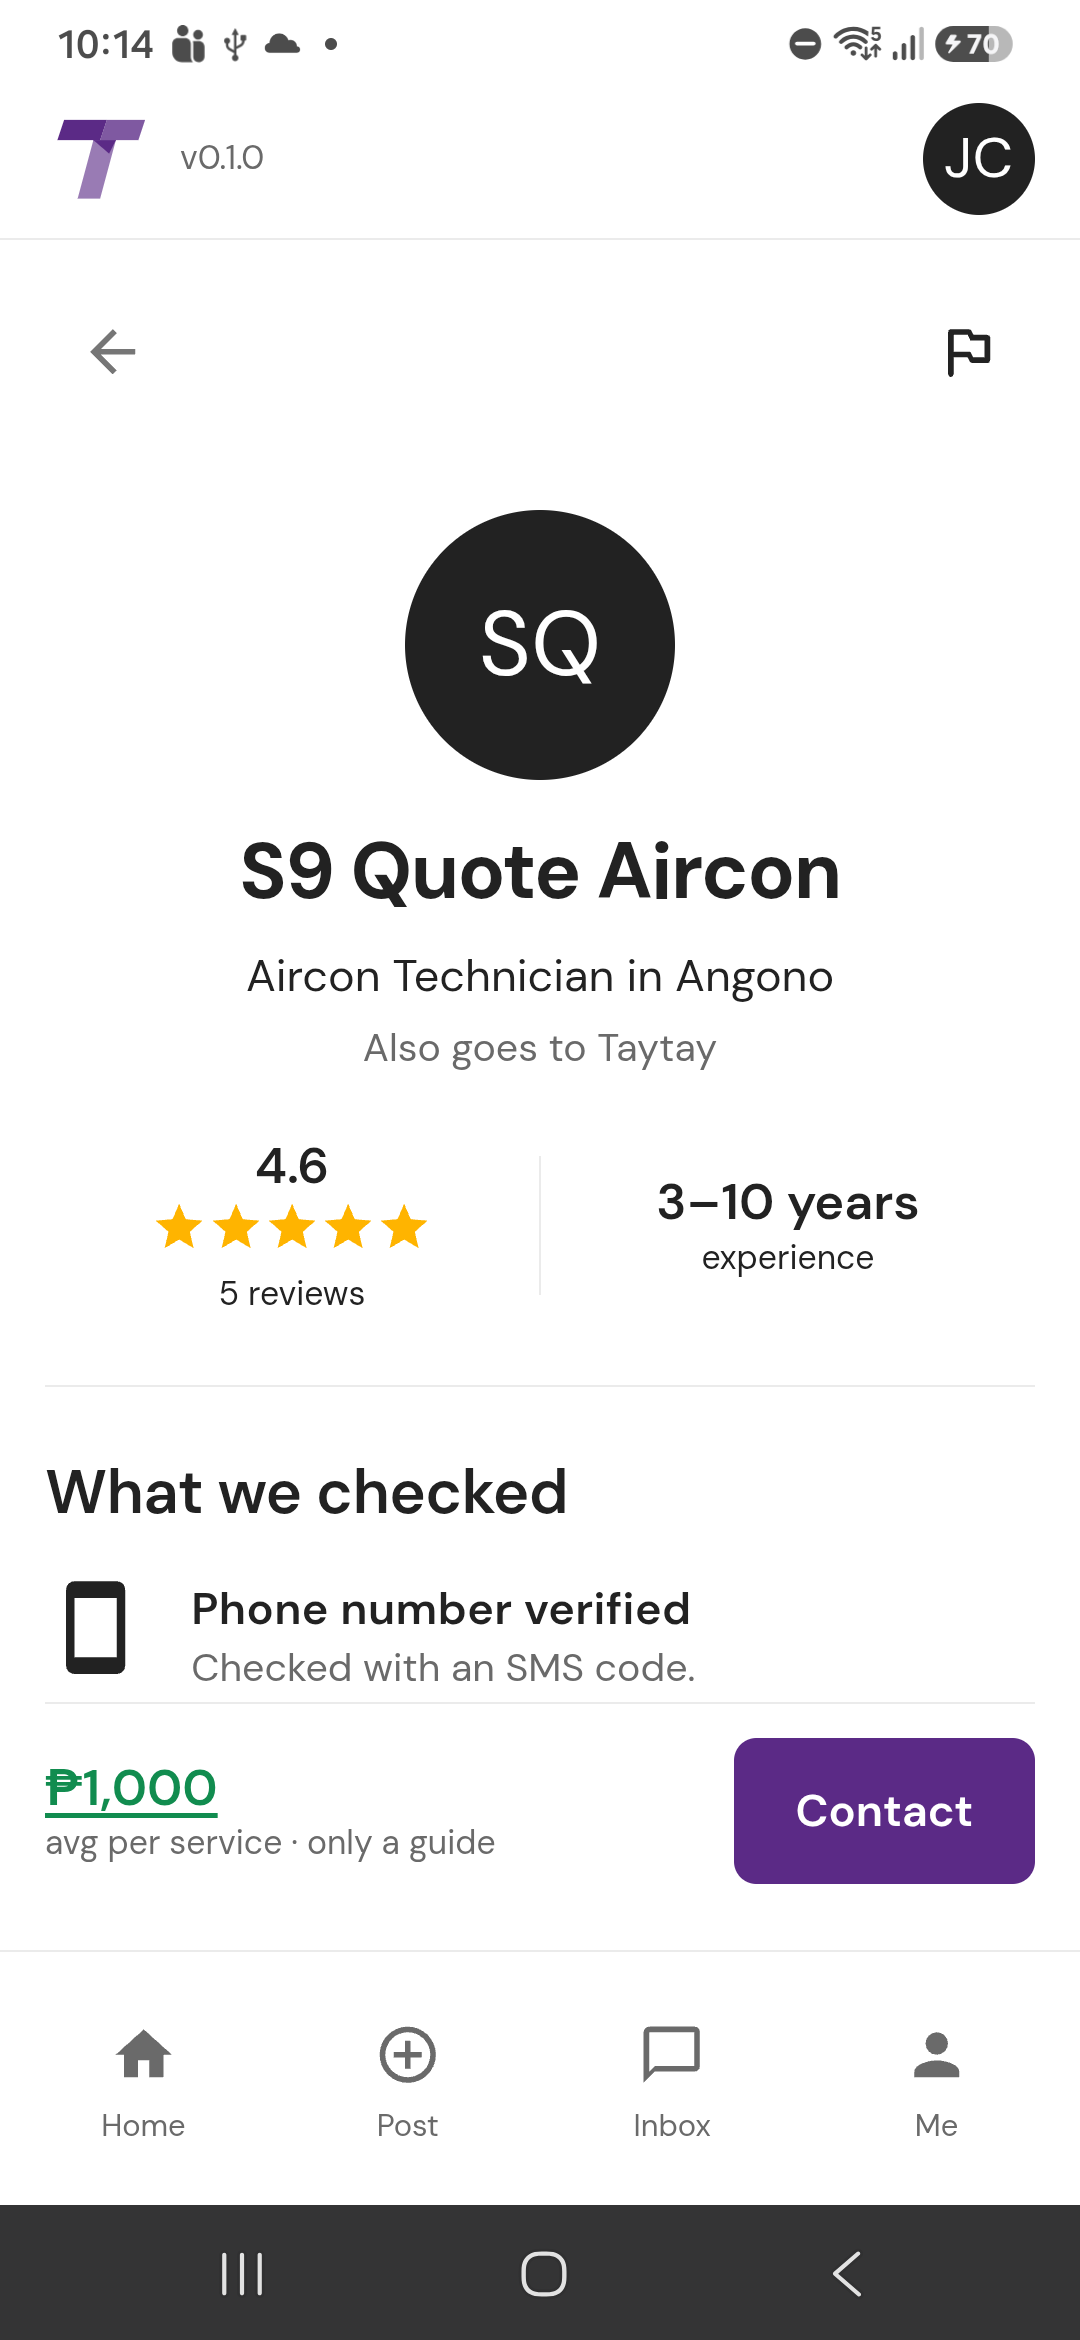 10:14
5
70
T v0.1.0
JC
SQ
S9 Quote Aircon
Aircon Technician in Angono
Also goes to Taytay
4.6
5 reviews
3–10 years
experience
What we checked
Phone number verified
Checked with an SMS code.
₱1,000
avg per service · only a guide
Contact
Home
Post
Inbox
Me